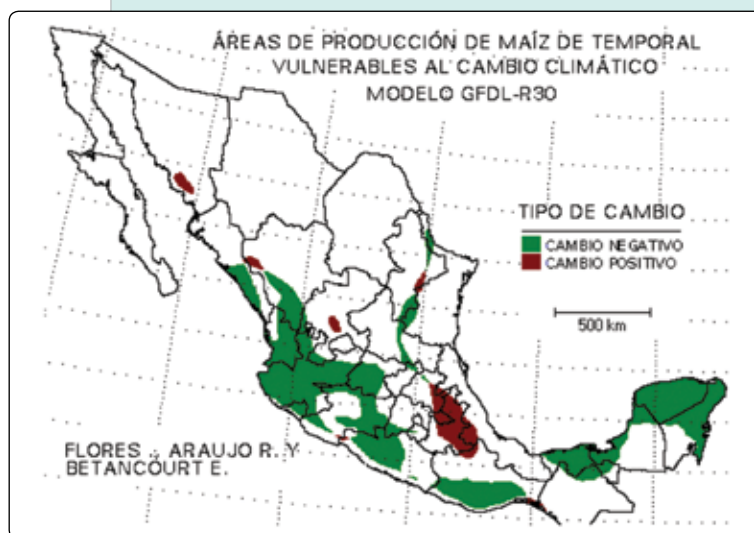 ÁREAS DE PRODUCCIÓN DE MAÍZ DE TEMPORAL
VULNERABLES AL CAMBIO CLIMÁTICO
MODELO GFDL-R30
TIPO DE CAMBIO
CAMBIO NEGATIVO
CAMBIO POSITIVO
500 km
FLORES ., ARAUJO R. Y
BETANCOURT E.